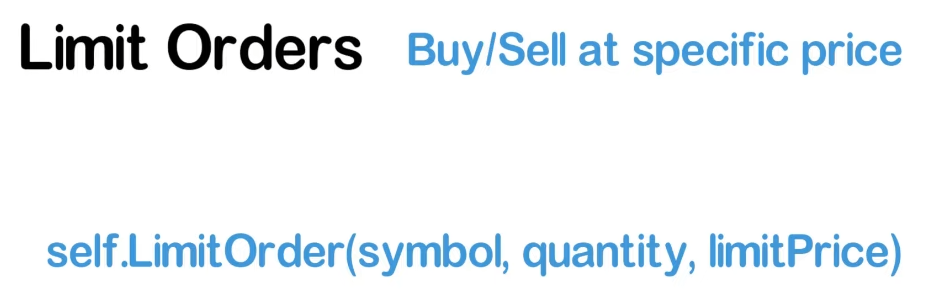 Limit Orders Buy/Sell at specific price
self.LimitOrder(symbol, quantity, limitPrice)